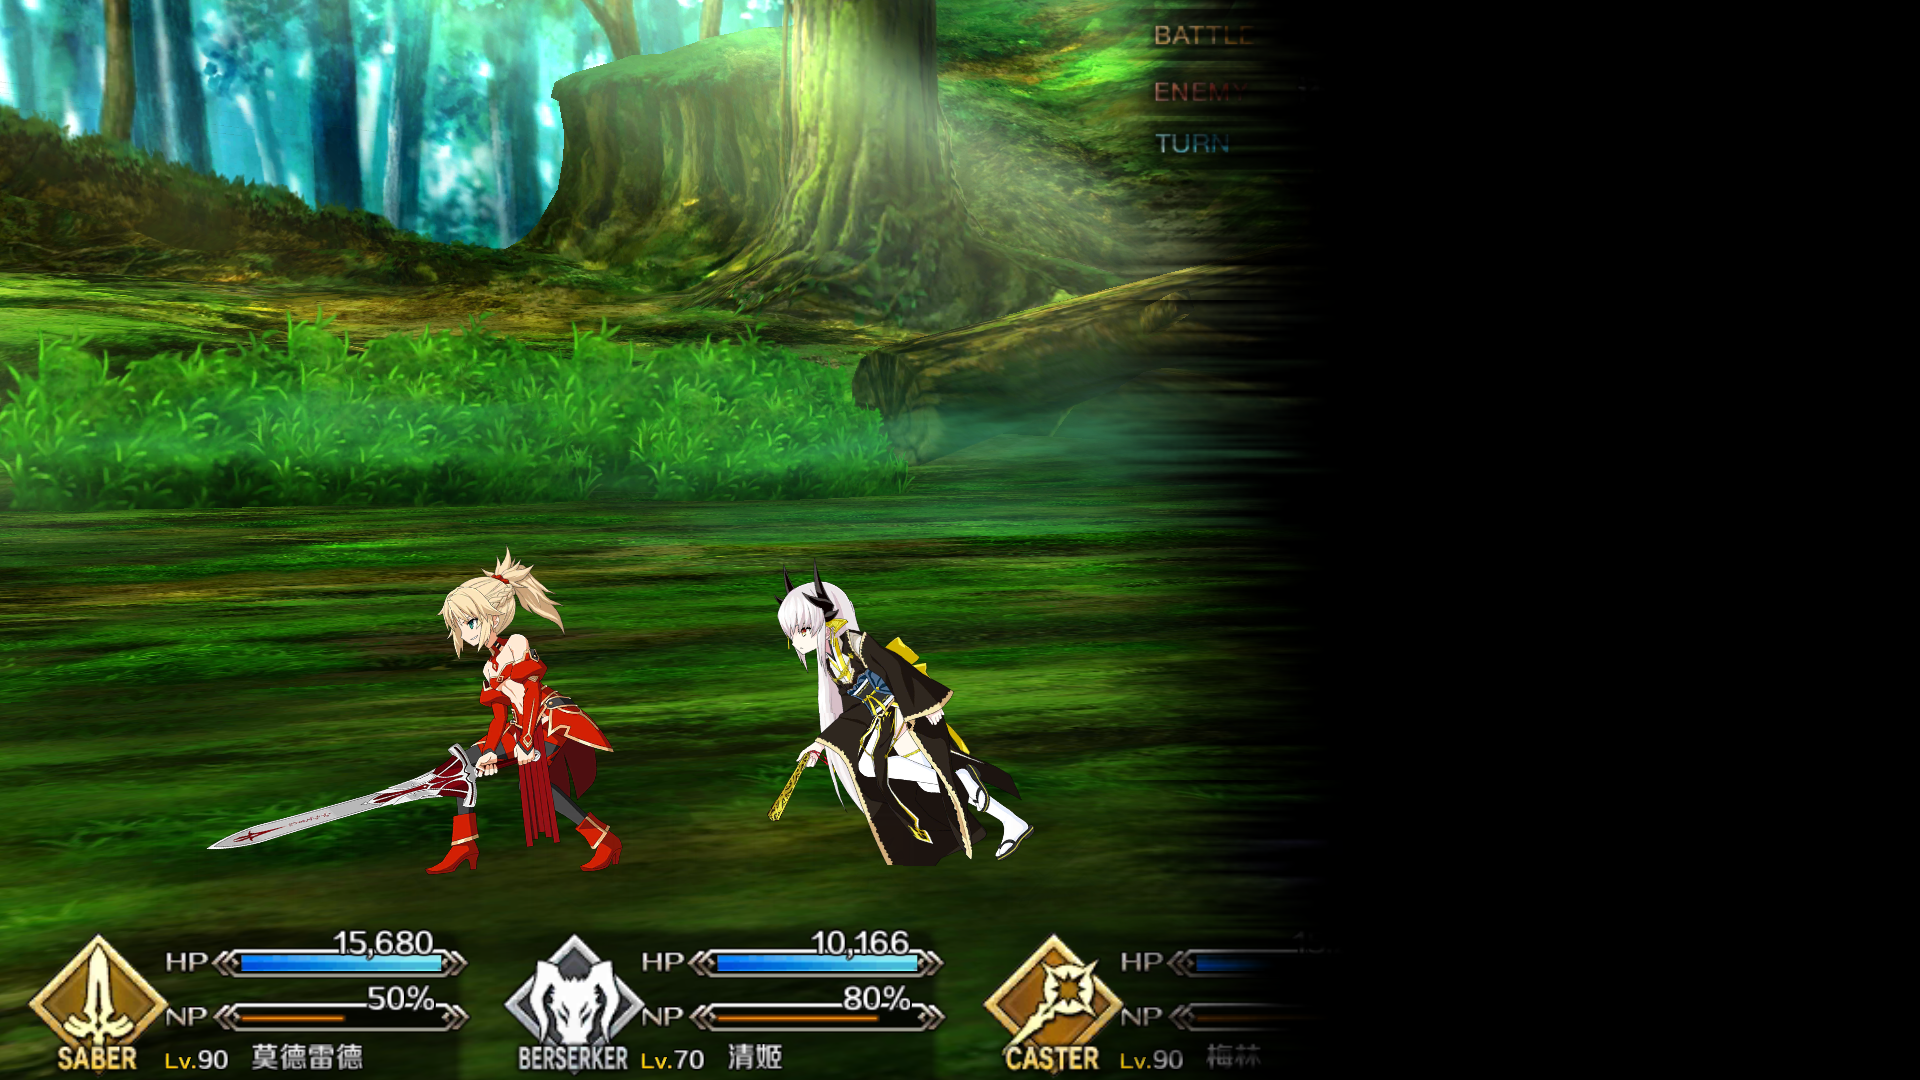 BATTLE
ENEMY
TURN
HP 15,680
NP 50%
SABER Lv.90 莫德雷德
HP 10,166
NP 80%
BERSERKER Lv.70 清姬
HP
NP
CASTER Lv.90 梅林